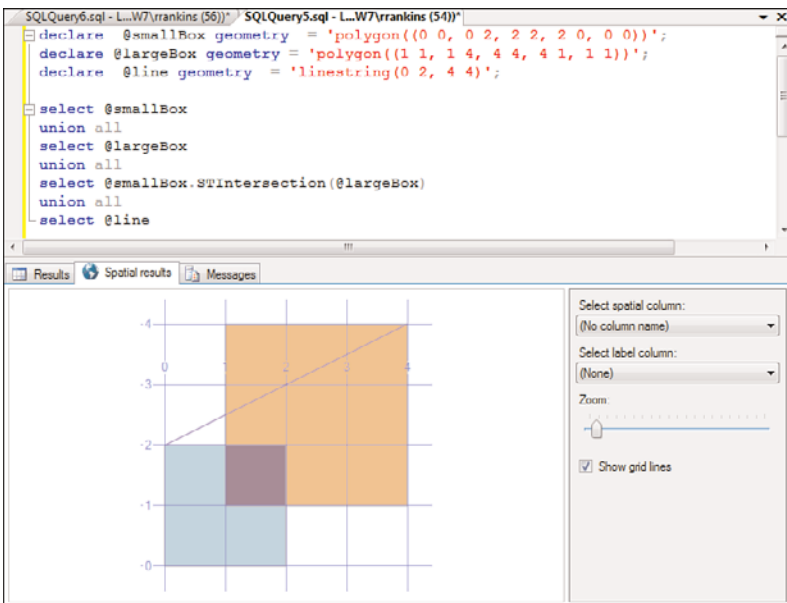 SQLQuery6.sql - L...W7\rrankins (56))* SQLQuery5.sql - L...W7\rrankins (54))*
declare @smallBox geometry = 'polygon((0 0, 0 2, 2 2, 2 0, 0 0))';
declare @largeBox geometry = 'polygon((1 1, 1 4, 4 4, 4 1, 1 1))';
declare @line geometry = 'linestring(0 2, 4 4)';
select @smallBox
union all
select @largeBox
union all
select @smallBox.STIntersection(@largeBox)
union all
select @line
Results Spatial results Messages
-4
0 1 2 3 4
-3
-2
-1
-0
Select spatial column:
(No column name)
Select label column:
(None)
Zoom:
Show grid lines